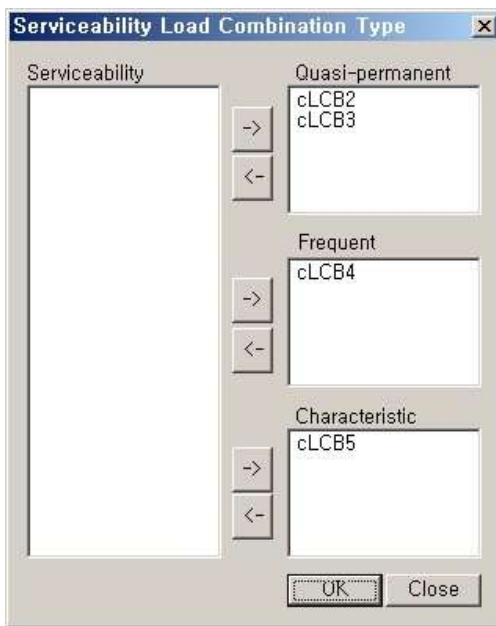 Serviceability Load Combination Type
Serviceability
Quasi-permanent
cLCB2
cLCB3
->
<-
Frequent
cLCB4
->
<-
Characteristic
cLCB5
->
<-
OK
Close